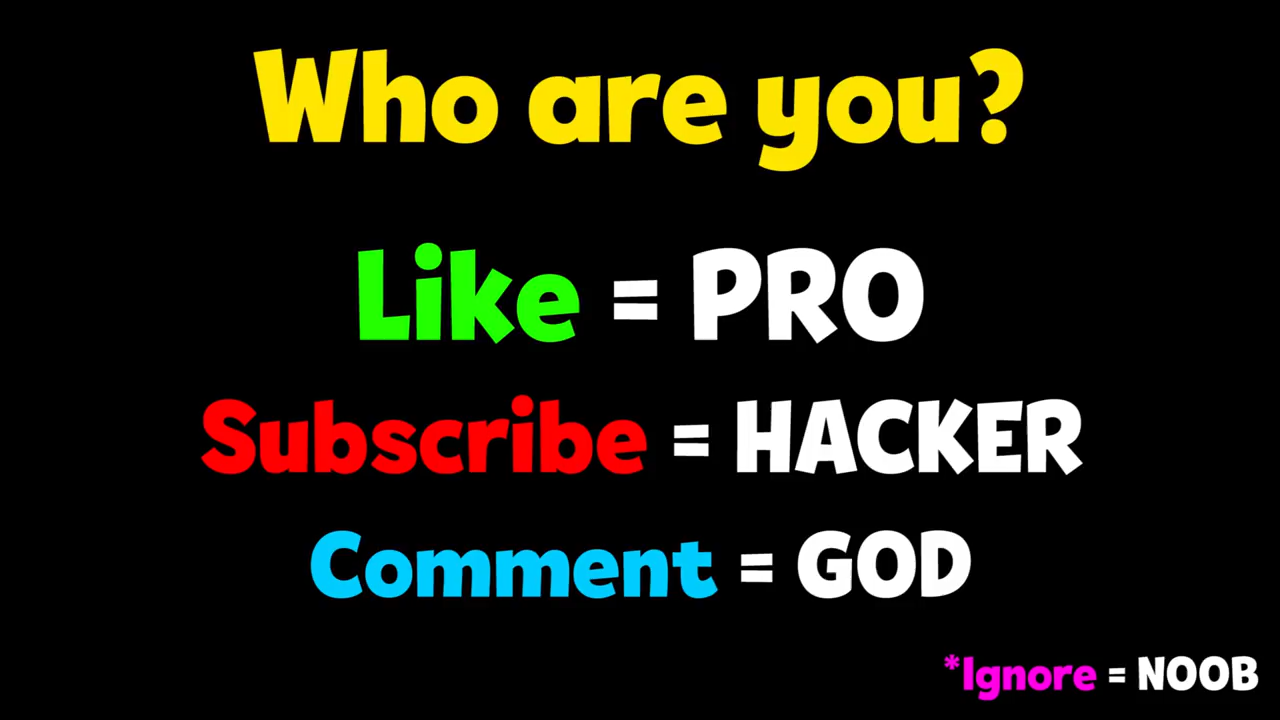 Who are you?
Like = PRO
Subscribe = HACKER
Comment = GOD
*Ignore = NOOB